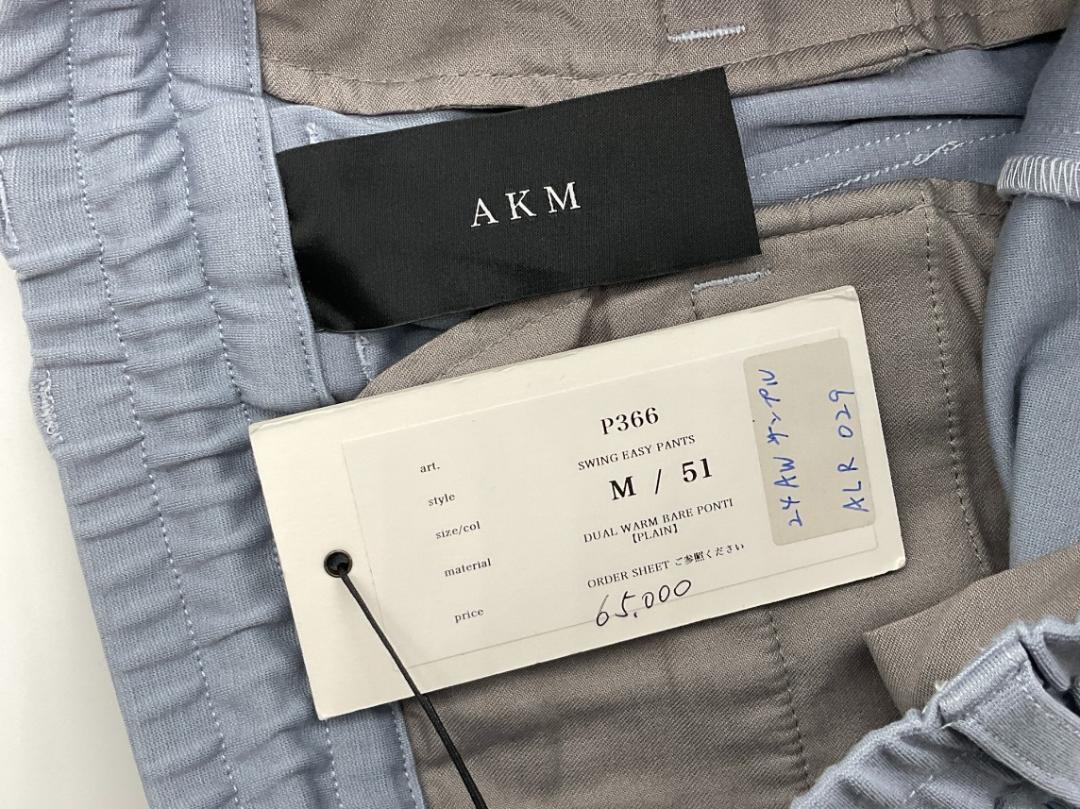 AKM
art.
P366
style
SWING EASY PANTS
size/col
M / 51
material
DUAL WARM BARE PONTI
【PLAIN】
price
ORDER SHEET ご参照ください
65.000
24AW サンプル
ALR 029